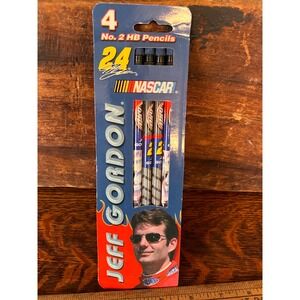 4
No. 2 HB Pencils
24
NASCAR
JEFF GORDON